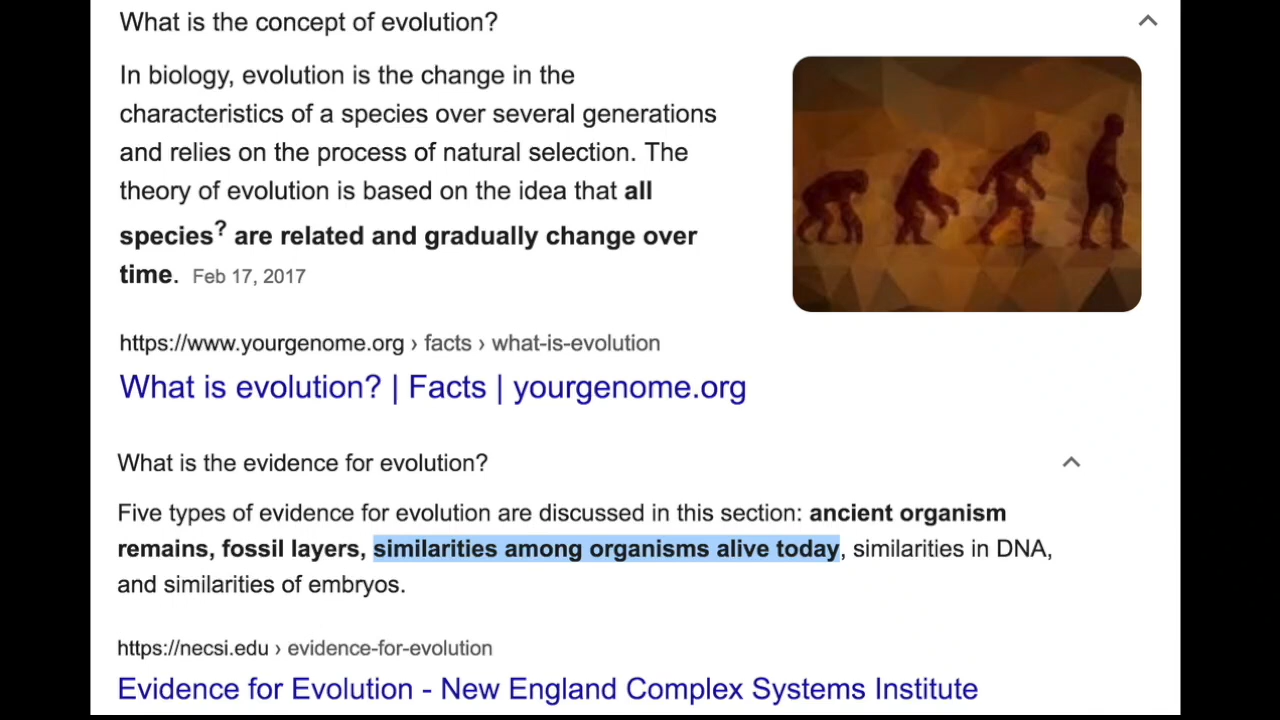 What is the concept of evolution?
In biology, evolution is the change in the
characteristics of a species over several generations
and relies on the process of natural selection. The
theory of evolution is based on the idea that all
species? are related and gradually change over
time. Feb 17, 2017
https://www.yourgenome.org › facts › what-is-evolution
What is evolution? | Facts | yourgenome.org
What is the evidence for evolution?
Five types of evidence for evolution are discussed in this section: ancient organism
remains, fossil layers, similarities among organisms alive today, similarities in DNA,
and similarities of embryos.
https://necsi.edu › evidence-for-evolution
Evidence for Evolution - New England Complex Systems Institute